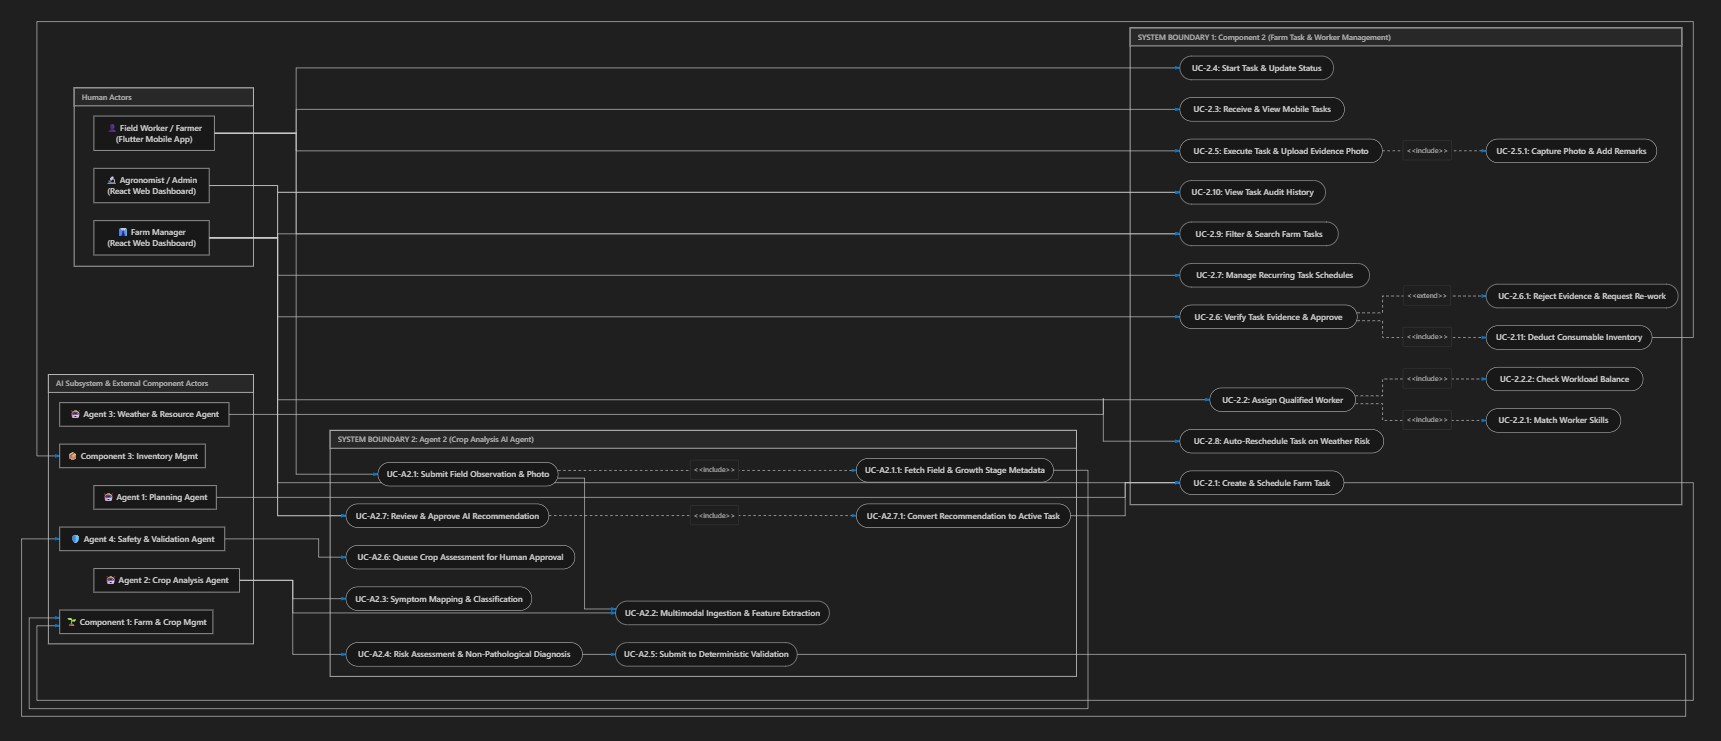 SYSTEM BOUNDARY 1: Component 2 (Farm Task & Worker Management)
UC-2.4: Start Task & Update Status
UC-2.3: Receive & View Mobile Tasks
UC-2.5: Execute Task & Upload Evidence Photo
<<include>>
UC-2.5.1: Capture Photo & Add Remarks
UC-2.10: View Task Audit History
UC-2.9: Filter & Search Farm Tasks
UC-2.7: Manage Recurring Task Schedules
UC-2.6: Verify Task Evidence & Approve
<<extend>>
UC-2.6.1: Reject Evidence & Request Re-work
<<include>>
UC-2.11: Deduct Consumable Inventory
UC-2.2: Assign Qualified Worker
<<include>>
UC-2.2.2: Check Workload Balance
<<include>>
UC-2.2.1: Match Worker Skills
UC-2.8: Auto-Reschedule Task on Weather Risk
UC-2.1: Create & Schedule Farm Task
Human Actors
Field Worker / Farmer
(Flutter Mobile App)
Agronomist / Admin
(React Web Dashboard)
Farm Manager
(React Web Dashboard)
AI Subsystem & External Component Actors
Agent 3: Weather & Resource Agent
Component 3: Inventory Mgmt
Agent 1: Planning Agent
Agent 4: Safety & Validation Agent
Agent 2: Crop Analysis Agent
Component 1: Farm & Crop Mgmt
SYSTEM BOUNDARY 2: Agent 2 (Crop Analysis AI Agent)
UC-A2.1: Submit Field Observation & Photo
<<include>>
UC-A2.1.1: Fetch Field & Growth Stage Metadata
UC-A2.7: Review & Approve AI Recommendation
<<include>>
UC-A2.7.1: Convert Recommendation to Active Task
UC-A2.6: Queue Crop Assessment for Human Approval
UC-A2.3: Symptom Mapping & Classification
UC-A2.2: Multimodal Ingestion & Feature Extraction
UC-A2.4: Risk Assessment & Non-Pathological Diagnosis
UC-A2.5: Submit to Deterministic Validation